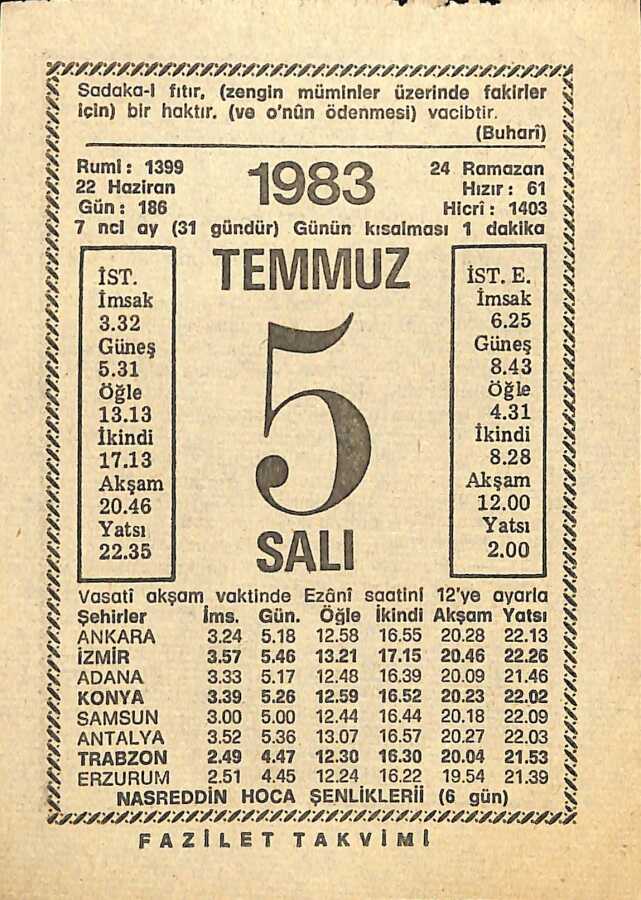 Sadaka-i fıtır, (zengin müminler üzerinde fakirler
için) bir haktır. (ve o'nûn ödenmesi) vacibtir.
(Buharî)
Rumi: 1399
22 Haziran
Gün: 186
1983
24 Ramazan
Hızır: 61
Hicrî: 1403
7 nci ay (31 gündür) Günün kısalması 1 dakika
İST.
İmsak
3.32
Güneş
5.31
Öğle
13.13
İkindi
17.13
Akşam
20.46
Yatsı
22.35
TEMMUZ
5
SALI
İST. E.
İmsak
6.25
Güneş
8.43
Öğle
4.31
İkindi
8.28
Akşam
12.00
Yatsı
2.00
Vasatî akşam vaktinde Ezânî saatini 12'ye ayarla
Şehirler İms. Gün. Öğle İkindi Akşam Yatsı
ANKARA 3.24 5.18 12.58 16.55 20.28 22.13
İZMİR 3.57 5.46 13.21 17.15 20.46 22.26
ADANA 3.33 5.17 12.48 16.39 20.09 21.46
KONYA 3.39 5.26 12.59 16.52 20.23 22.02
SAMSUN 3.00 5.00 12.44 16.44 20.18 22.09
ANTALYA 3.52 5.36 13.07 16.57 20.27 22.03
TRABZON 2.49 4.47 12.30 16.30 20.04 21.53
ERZURUM 2.51 4.45 12.24 16.22 19.54 21.39
NASREDDİN HOCA ŞENLİKLERİi (6 gün)
FAZİLET TAKVİMİ